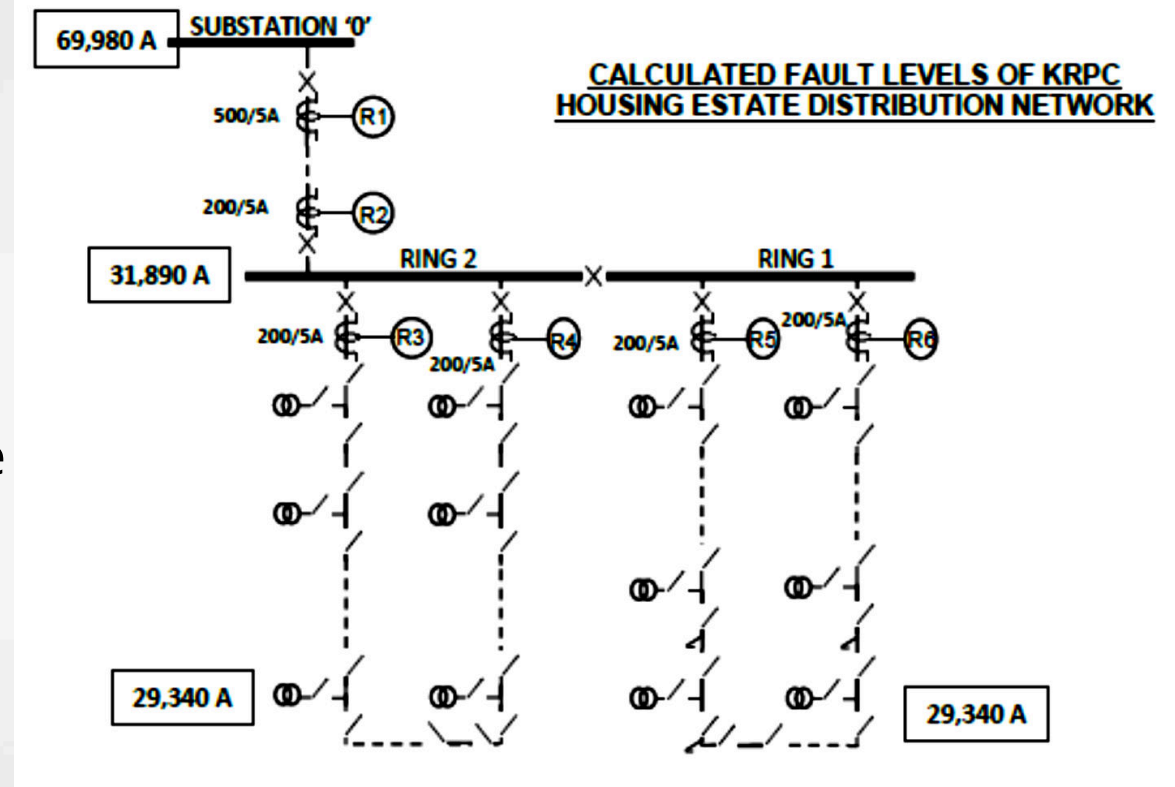 69,980 A
SUBSTATION '0'
CALCULATED FAULT LEVELS OF KRPC
HOUSING ESTATE DISTRIBUTION NETWORK
500/5A
R1
200/5A
R2
31,890 A
RING 2
RING 1
200/5A
R3
200/5A
R4
200/5A
R5
200/5A
R6
e
29,340 A
29,340 A